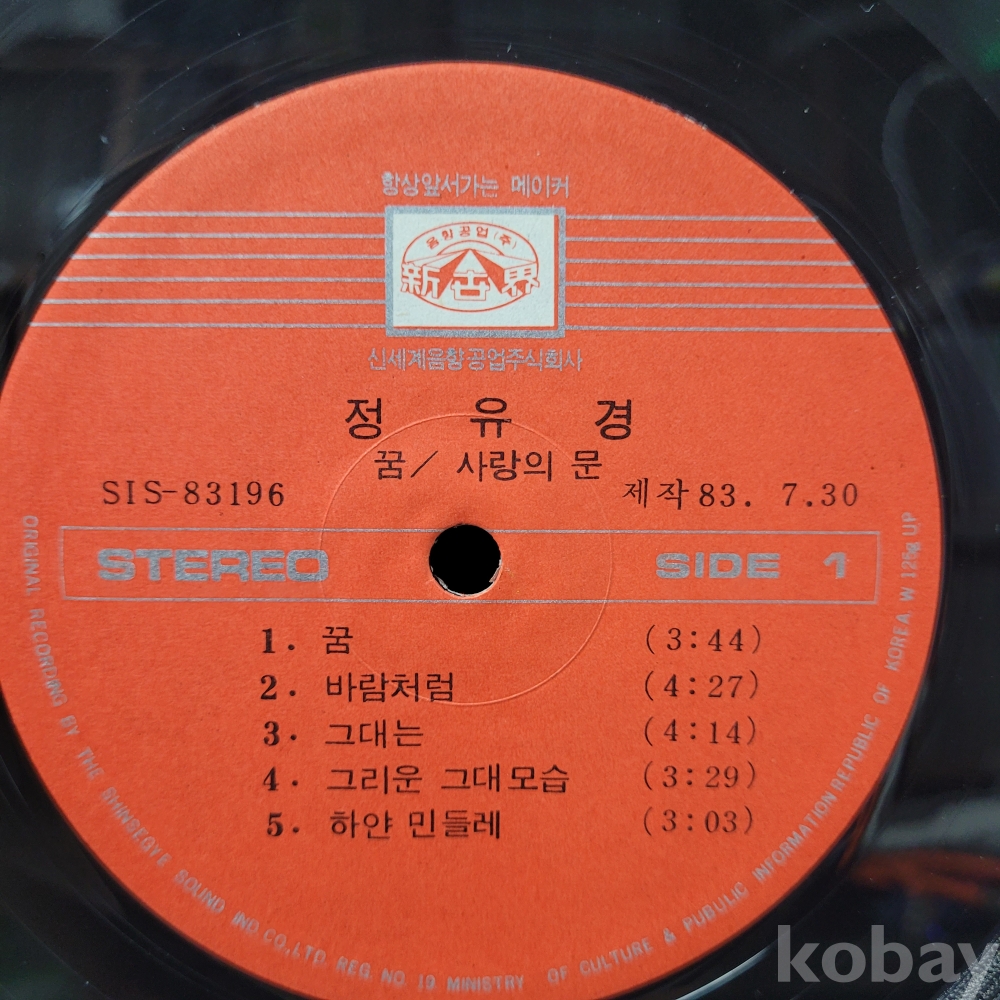 항상앞서가는 메이커
음향공업(주)
新世界
신세계음향공업주식회사
정 유 경
꿈/ 사랑의 문
SIS-83196
제작 83. 7.30
STEREO
SIDE 1
1. 꿈 (3:44)
2. 바람처럼 (4:27)
3. 그대는 (4:14)
4. 그리운 그대모습 (3:29)
5. 하얀 민들레 (3:03)
ORIGINAL RECORDING BY THE SHINSEGYE SOUND IND.CO.,LTD. REG. NO. 19 MINISTRY OF CULTURE & PUBULIC INFORMATION REPUBLIC OF KOREA. W 125g UP
kobay